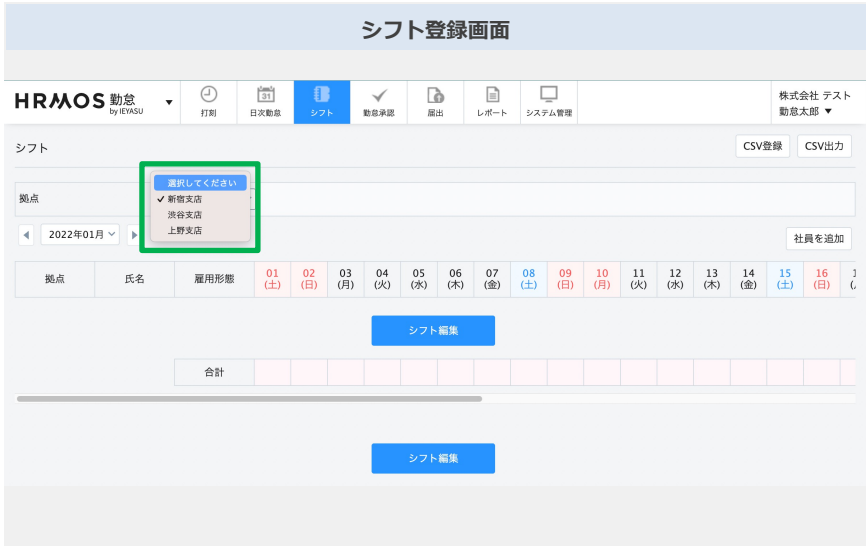 シフト登録画面
HRMOS 勤怠
by IEYASU
打刻
31
日次勤怠
シフト
勤怠承認
届出
レポート
システム管理
株式会社 テスト
勤怠太郎 ▼
シフト
CSV登録
CSV出力
拠点
選択してください
✓ 新宿支店
渋谷支店
上野支店
2022年01月
社員を追加
拠点 氏名 雇用形態 01 02 03 04 05 06 07 08 09 10 11 12 13 14 15 16
(土) (日) (月) (火) (水) (木) (金) (土) (日) (月) (火) (水) (木) (金) (土) (日)
シフト編集
合計
シフト編集